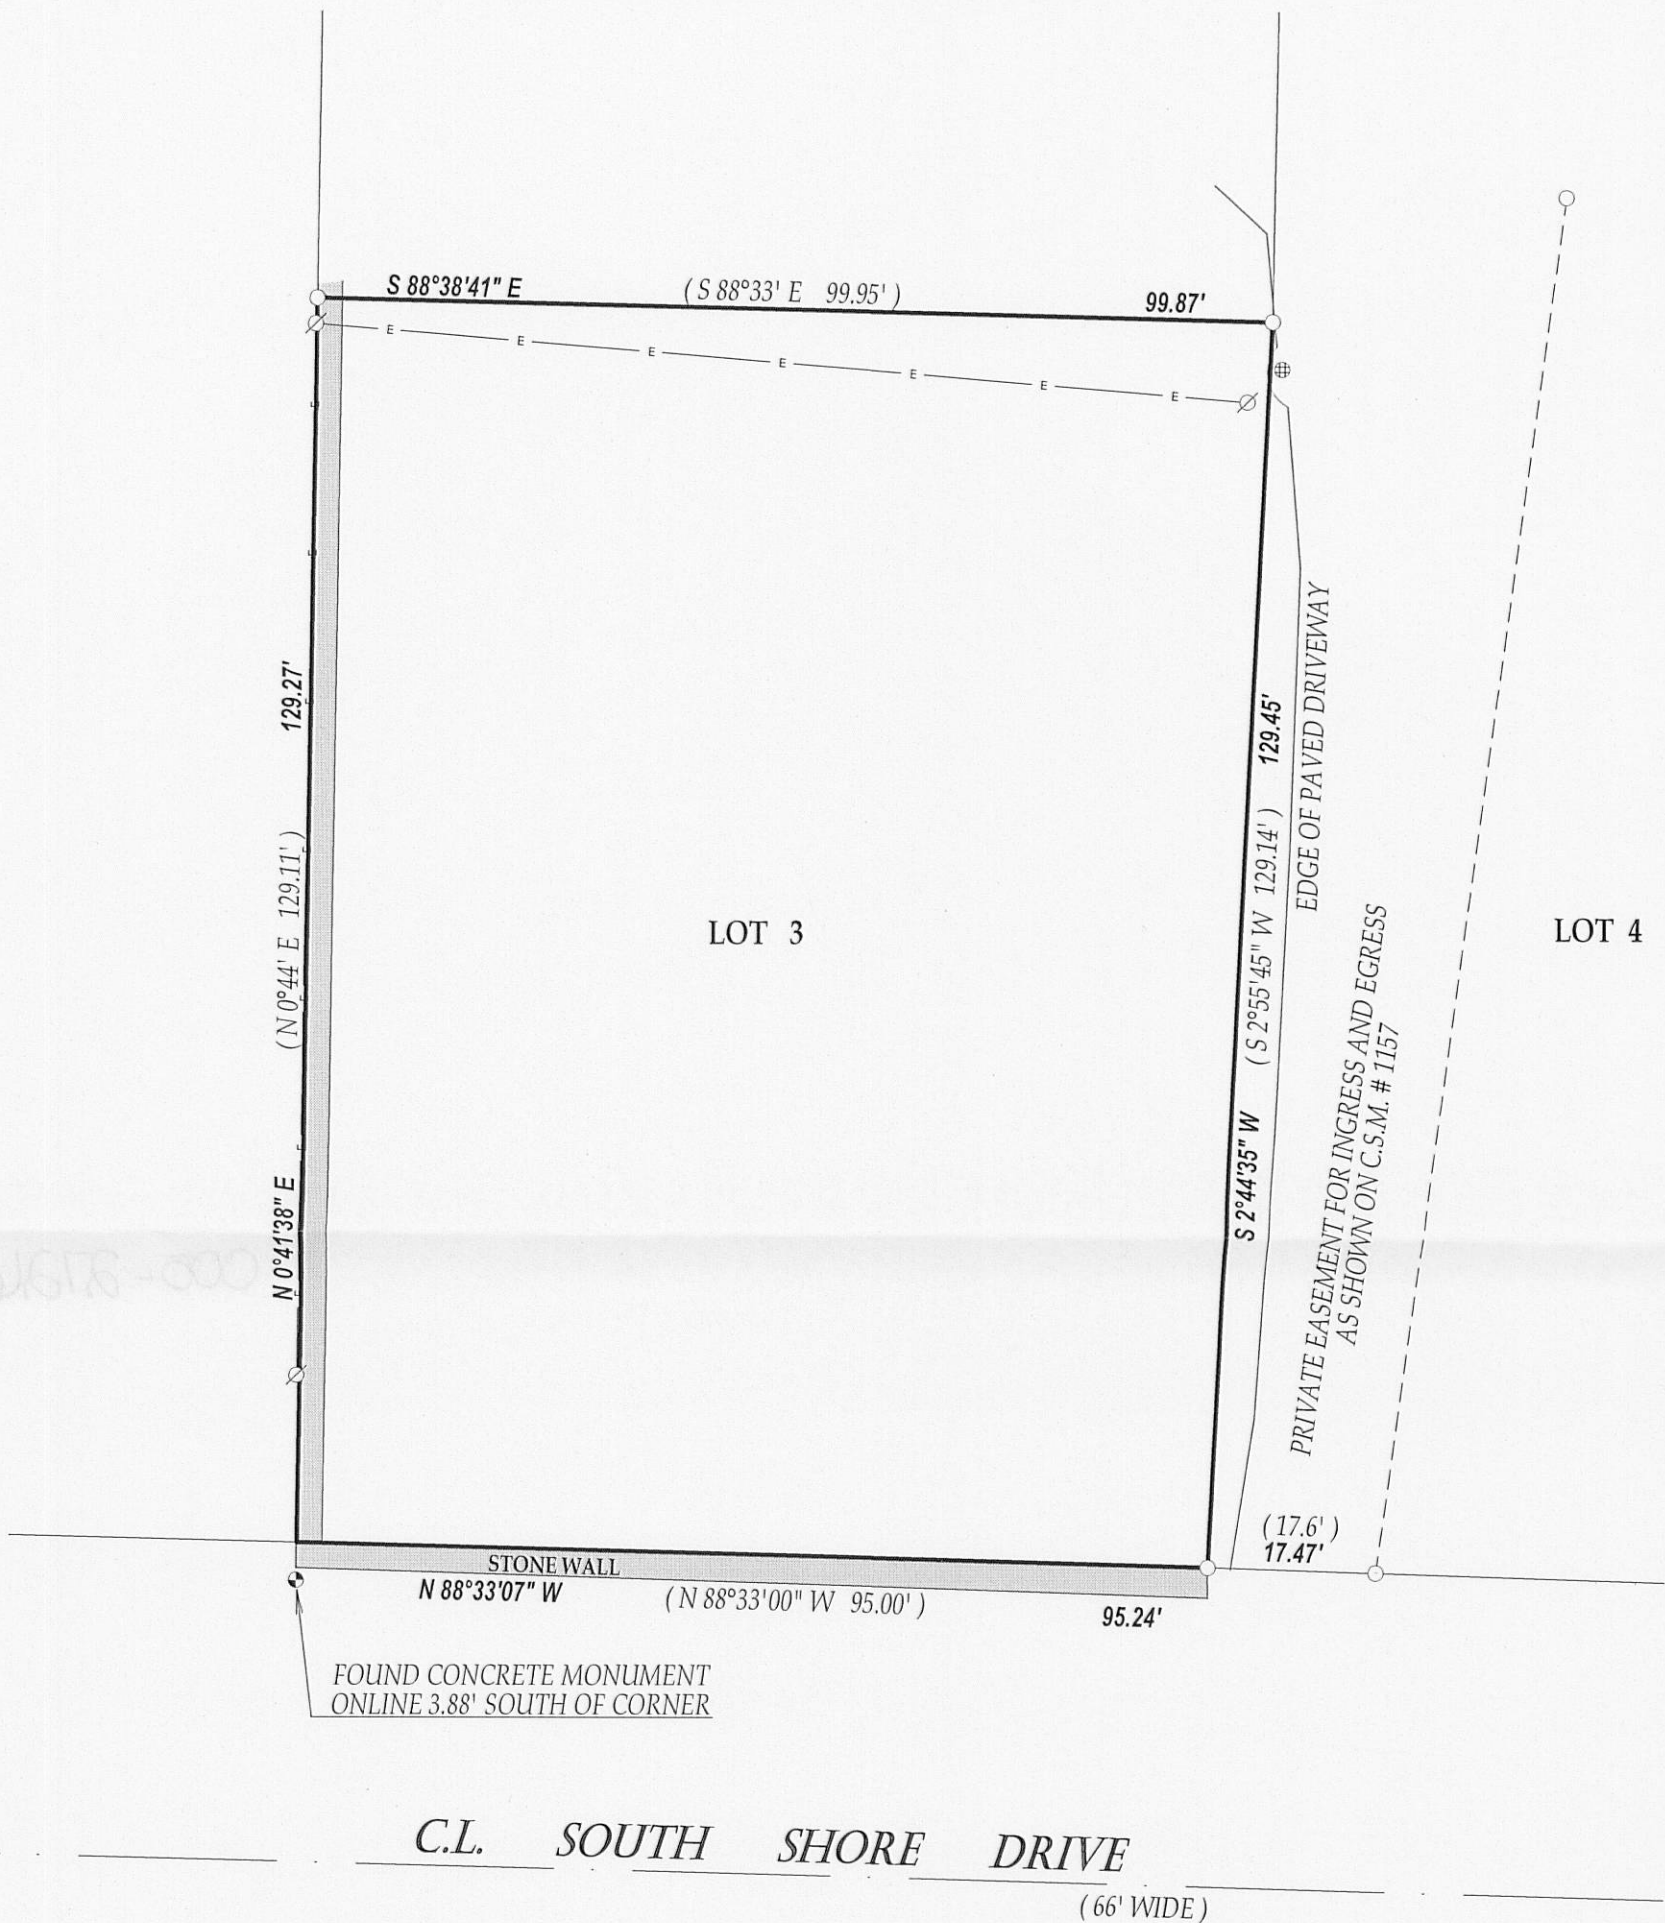 S 88°38'41" E ( S 88°33' E 99.95' ) 99.87'
E E E E E E E
129.27'
( N 0°44' E 129.11' )
N 0°41'38" E
129.45'
( S 2°55'45" W 129.14' )
S 2°44'35" W
EDGE OF PAVED DRIVEWAY
LOT 3
LOT 4
PRIVATE EASEMENT FOR INGRESS AND EGRESS
AS SHOWN ON C.S.M. # 1157
( 17.6' )
17.47'
STONE WALL
N 88°33'07" W ( N 88°33'00" W 95.00' ) 95.24'
FOUND CONCRETE MONUMENT
ONLINE 3.88' SOUTH OF CORNER
C.L. SOUTH SHORE DRIVE
( 66' WIDE )